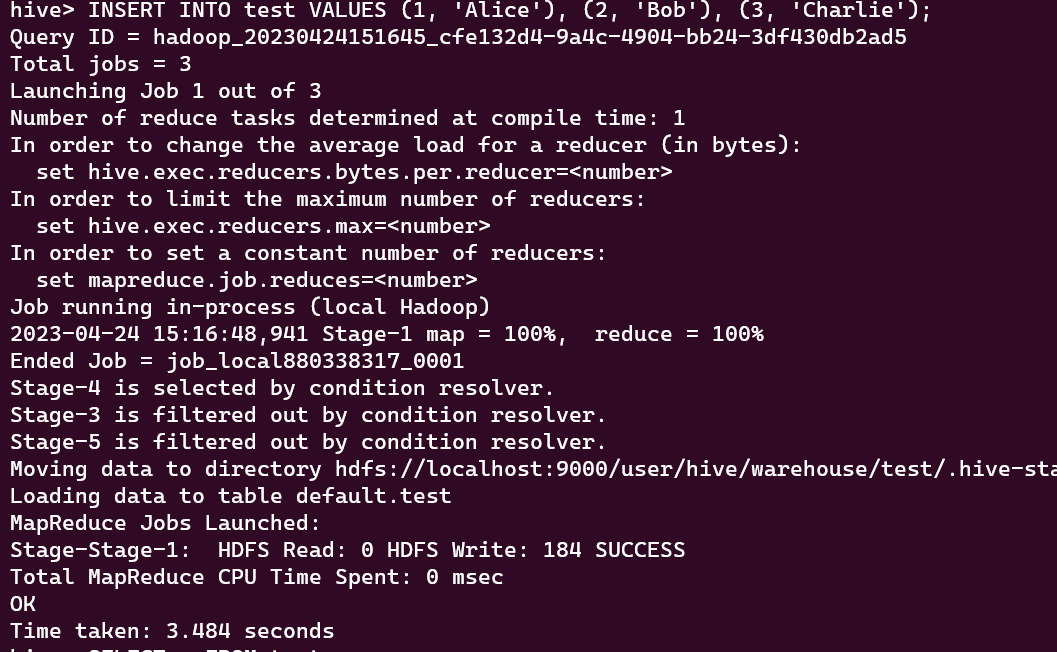 hive> INSERT INTO test VALUES (1, 'Alice'), (2, 'Bob'), (3, 'Charlie');
Query ID = hadoop_20230424151645_cfe132d4-9a4c-4904-bb24-3df430db2ad5
Total jobs = 3
Launching Job 1 out of 3
Number of reduce tasks determined at compile time: 1
In order to change the average load for a reducer (in bytes):
  set hive.exec.reducers.bytes.per.reducer=<number>
In order to limit the maximum number of reducers:
  set hive.exec.reducers.max=<number>
In order to set a constant number of reducers:
  set mapreduce.job.reduces=<number>
Job running in-process (local Hadoop)
2023-04-24 15:16:48,941 Stage-1 map = 100%,  reduce = 100%
Ended Job = job_local880338317_0001
Stage-4 is selected by condition resolver.
Stage-3 is filtered out by condition resolver.
Stage-5 is filtered out by condition resolver.
Moving data to directory hdfs://localhost:9000/user/hive/warehouse/test/.hive-sta
Loading data to table default.test
MapReduce Jobs Launched:
Stage-Stage-1:  HDFS Read: 0 HDFS Write: 184 SUCCESS
Total MapReduce CPU Time Spent: 0 msec
OK
Time taken: 3.484 seconds